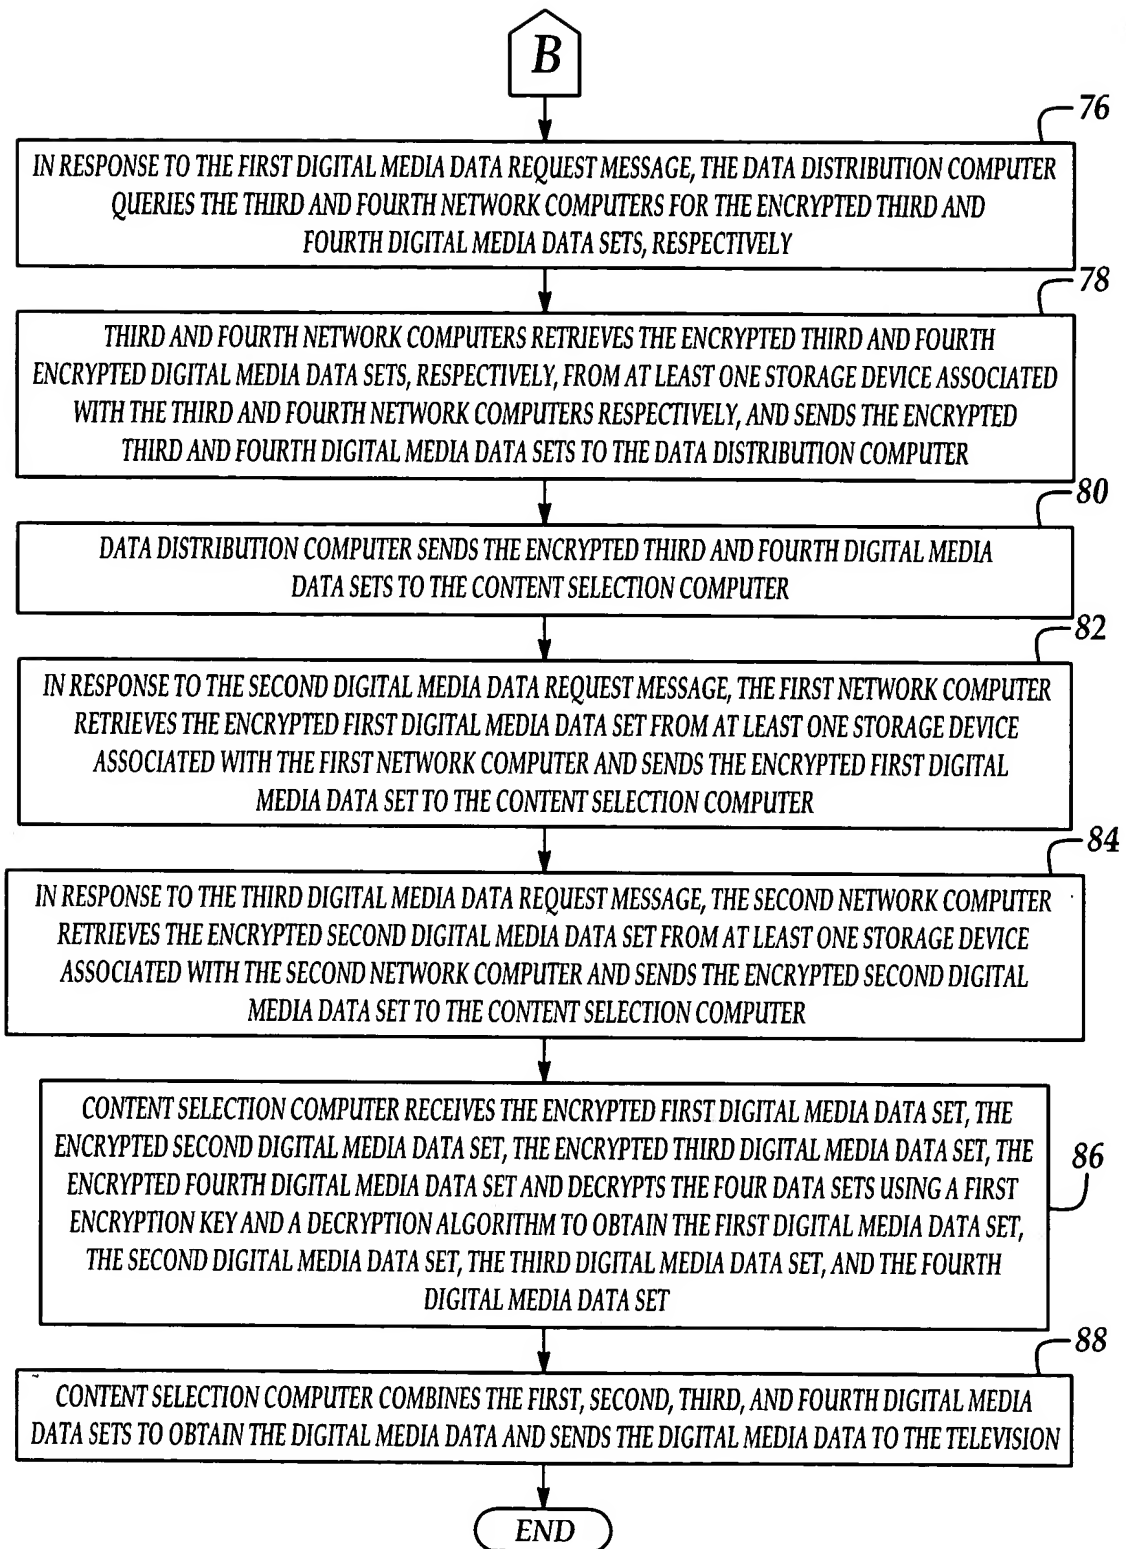 B
76
IN RESPONSE TO THE FIRST DIGITAL MEDIA DATA REQUEST MESSAGE, THE DATA DISTRIBUTION COMPUTER
QUERIES THE THIRD AND FOURTH NETWORK COMPUTERS FOR THE ENCRYPTED THIRD AND
FOURTH DIGITAL MEDIA DATA SETS, RESPECTIVELY
78
THIRD AND FOURTH NETWORK COMPUTERS RETRIEVES THE ENCRYPTED THIRD AND FOURTH
ENCRYPTED DIGITAL MEDIA DATA SETS, RESPECTIVELY, FROM AT LEAST ONE STORAGE DEVICE ASSOCIATED
WITH THE THIRD AND FOURTH NETWORK COMPUTERS RESPECTIVELY, AND SENDS THE ENCRYPTED
THIRD AND FOURTH DIGITAL MEDIA DATA SETS TO THE DATA DISTRIBUTION COMPUTER
80
DATA DISTRIBUTION COMPUTER SENDS THE ENCRYPTED THIRD AND FOURTH DIGITAL MEDIA
DATA SETS TO THE CONTENT SELECTION COMPUTER
82
IN RESPONSE TO THE SECOND DIGITAL MEDIA DATA REQUEST MESSAGE, THE FIRST NETWORK COMPUTER
RETRIEVES THE ENCRYPTED FIRST DIGITAL MEDIA DATA SET FROM AT LEAST ONE STORAGE DEVICE
ASSOCIATED WITH THE FIRST NETWORK COMPUTER AND SENDS THE ENCRYPTED FIRST DIGITAL
MEDIA DATA SET TO THE CONTENT SELECTION COMPUTER
84
IN RESPONSE TO THE THIRD DIGITAL MEDIA DATA REQUEST MESSAGE, THE SECOND NETWORK COMPUTER
RETRIEVES THE ENCRYPTED SECOND DIGITAL MEDIA DATA SET FROM AT LEAST ONE STORAGE DEVICE
ASSOCIATED WITH THE SECOND NETWORK COMPUTER AND SENDS THE ENCRYPTED SECOND DIGITAL
MEDIA DATA SET TO THE CONTENT SELECTION COMPUTER
CONTENT SELECTION COMPUTER RECEIVES THE ENCRYPTED FIRST DIGITAL MEDIA DATA SET, THE
ENCRYPTED SECOND DIGITAL MEDIA DATA SET, THE ENCRYPTED THIRD DIGITAL MEDIA DATA SET, THE
ENCRYPTED FOURTH DIGITAL MEDIA DATA SET AND DECRYPTS THE FOUR DATA SETS USING A FIRST
ENCRYPTION KEY AND A DECRYPTION ALGORITHM TO OBTAIN THE FIRST DIGITAL MEDIA DATA SET,
THE SECOND DIGITAL MEDIA DATA SET, THE THIRD DIGITAL MEDIA DATA SET, AND THE FOURTH
DIGITAL MEDIA DATA SET
86
88
CONTENT SELECTION COMPUTER COMBINES THE FIRST, SECOND, THIRD, AND FOURTH DIGITAL MEDIA
DATA SETS TO OBTAIN THE DIGITAL MEDIA DATA AND SENDS THE DIGITAL MEDIA DATA TO THE TELEVISION
END